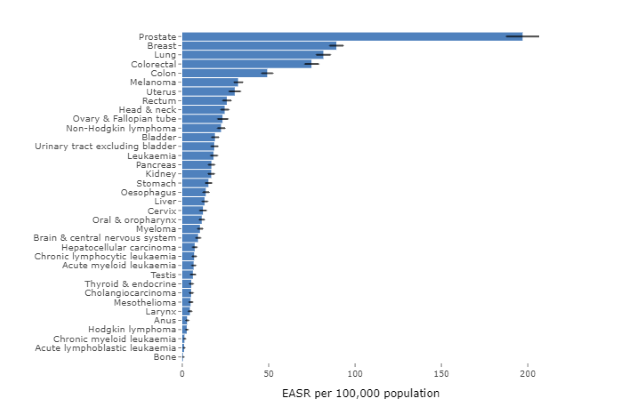 Prostate
Breast
Lung
Colorectal
Colon
Melanoma
Uterus
Rectum
Head & neck
Ovary & Fallopian tube
Non-Hodgkin lymphoma
Bladder
Urinary tract excluding bladder
Leukaemia
Pancreas
Kidney
Stomach
Oesophagus
Liver
Cervix
Oral & oropharynx
Myeloma
Brain & central nervous system
Hepatocellular carcinoma
Chronic lymphocytic leukaemia
Acute myeloid leukaemia
Testis
Thyroid & endocrine
Cholangiocarcinoma
Mesothelioma
Larynx
Anus
Hodgkin lymphoma
Chronic myeloid leukaemia
Acute lymphoblastic leukaemia
Bone
0 50 100 150 200
EASR per 100,000 population